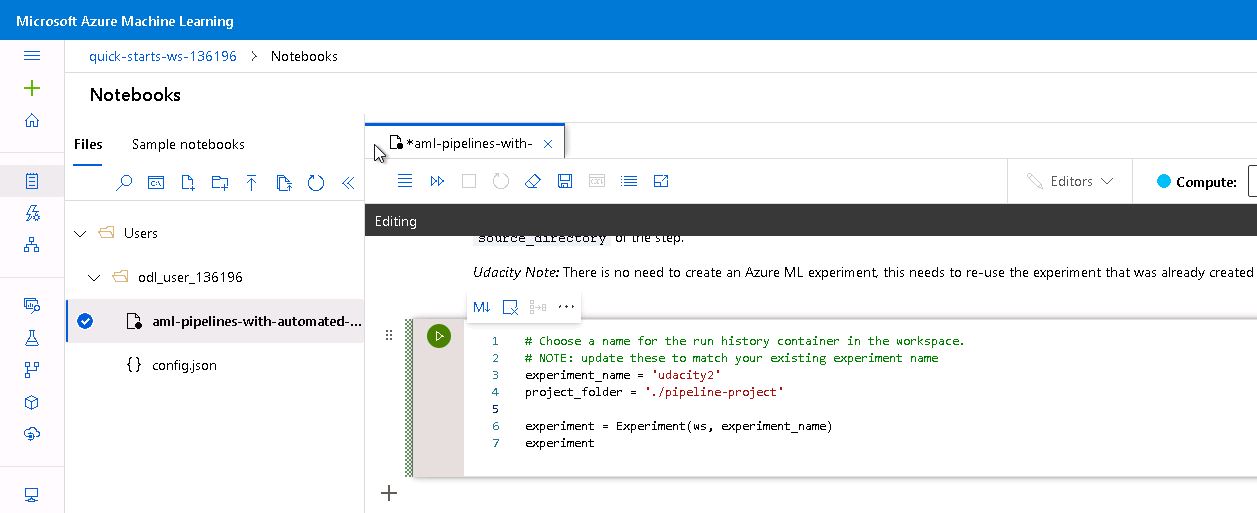 Microsoft Azure Machine Learning
quick-starts-ws-136196 > Notebooks
Notebooks
Files Sample notebooks
*aml-pipelines-with-
Editors
Compute:
Editing
source_directory of the step.
Udacity Note: There is no need to create an Azure ML experiment, this needs to re-use the experiment that was already created
Users
odl_user_136196
aml-pipelines-with-automated-...
{} config.json
M↓
1 # Choose a name for the run history container in the workspace.
2 # NOTE: update these to match your existing experiment name
3 experiment_name = 'udacity2'
4 project_folder = './pipeline-project'
5
6 experiment = Experiment(ws, experiment_name)
7 experiment